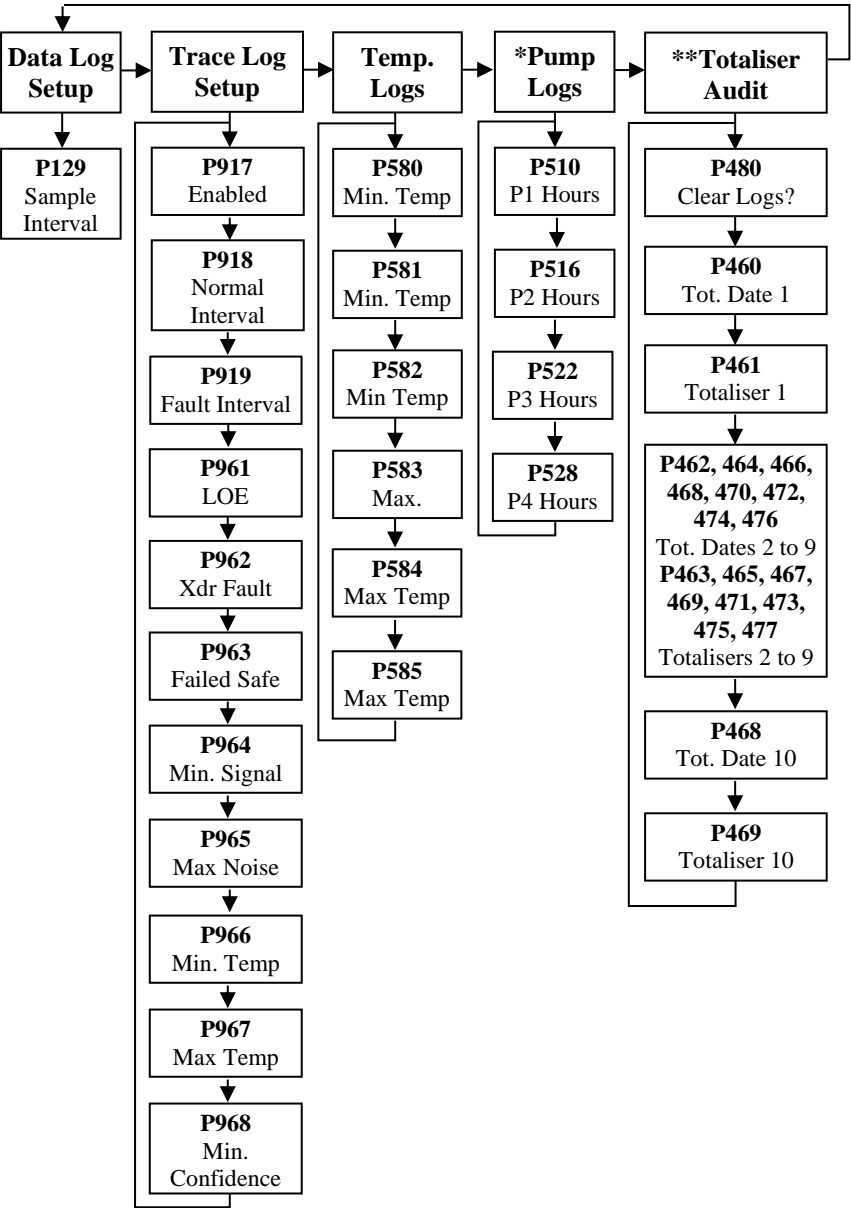 Data Log
Setup
Trace Log
Setup
Temp.
Logs
*Pump
Logs
**Totaliser
Audit
P129
Sample
Interval
P917
Enabled
P918
Normal
Interval
P919
Fault Interval
P961
LOE
P962
Xdr Fault
P963
Failed Safe
P964
Min. Signal
P965
Max Noise
P966
Min. Temp
P967
Max Temp
P968
Min.
Confidence
P580
Min. Temp
P581
Min. Temp
P582
Min Temp
P583
Max.
P584
Max Temp
P585
Max Temp
P510
P1 Hours
P516
P2 Hours
P522
P3 Hours
P528
P4 Hours
P480
Clear Logs?
P460
Tot. Date 1
P461
Totaliser 1
P462, 464, 466,
468, 470, 472,
474, 476
Tot. Dates 2 to 9
P463, 465, 467,
469, 471, 473,
475, 477
Totalisers 2 to 9
P468
Tot. Date 10
P469
Totaliser 10